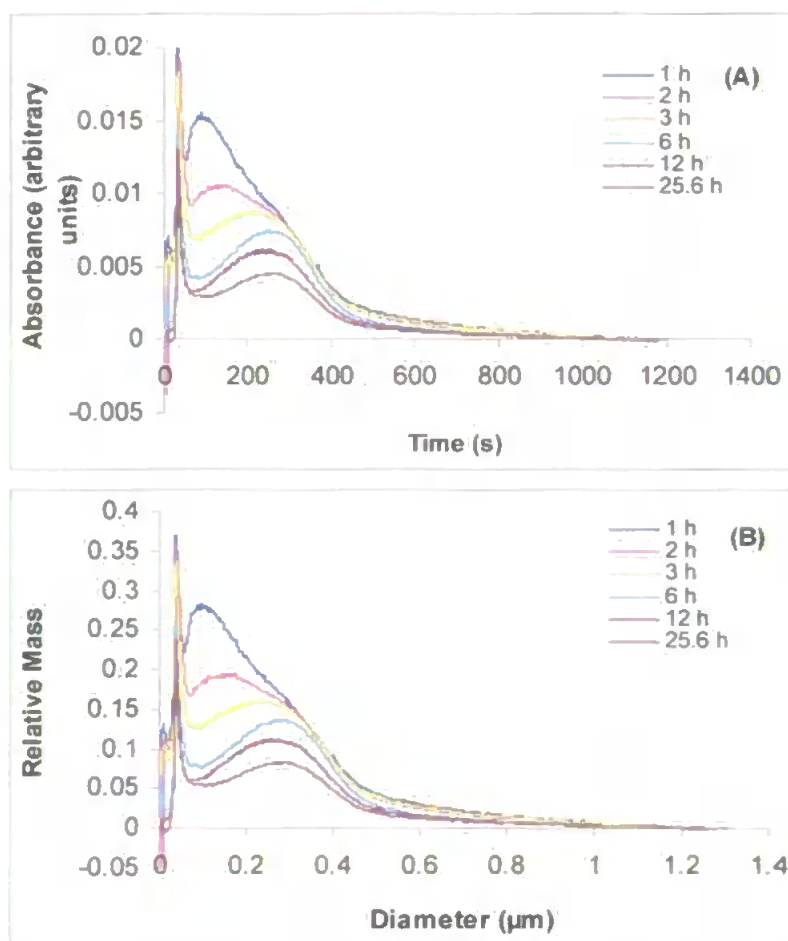 0.02
0.015
0.01
0.005
0
-0.005
0 200 400 600 800 1000 1200 1400
Absorbance (arbitrary
units)
Time (s)
1 h
2 h
3 h
6 h
12 h
25.6 h
(A)
0.4
0.35
0.3
0.25
0.2
0.15
0.1
0.05
0
-0.05
0 0.2 0.4 0.6 0.8 1 1.2 1.4
Relative Mass
Diameter (µm)
1 h
2 h
3 h
6 h
12 h
25.6 h
(B)